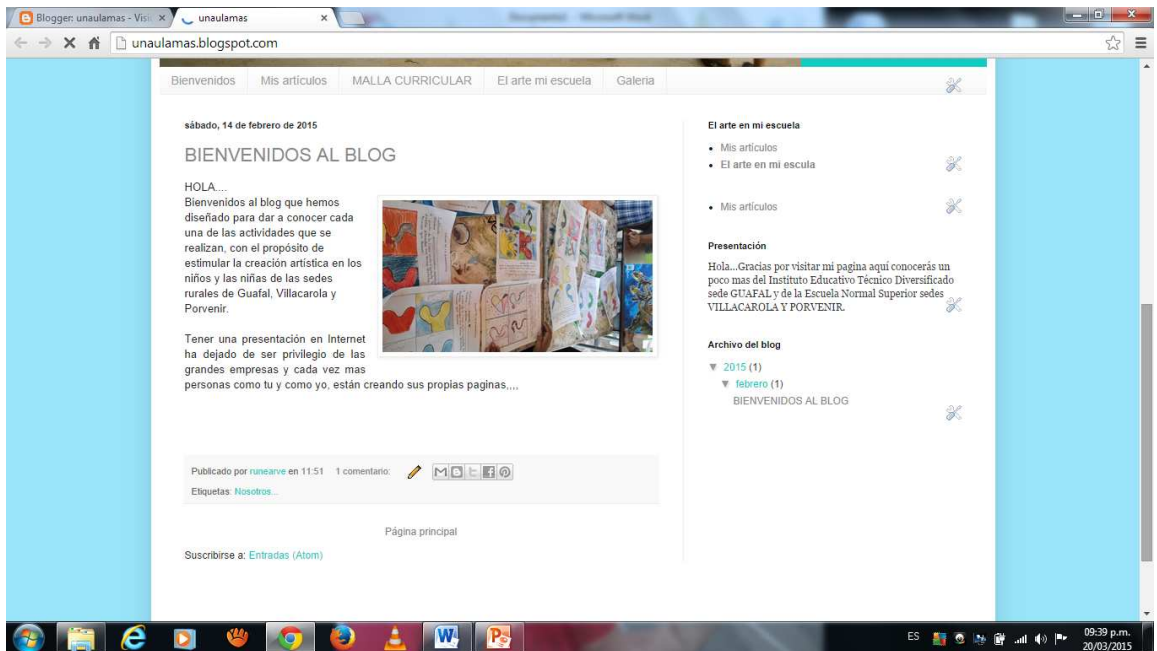 Blogger: unaulamas - Vis
unaulamas
unaulamas.blogspot.com
Bienvenidos Mis artículos MALLA CURRICULAR El arte mi escuela Galeria
sábado, 14 de febrero de 2015
BIENVENIDOS AL BLOG
HOLA....
Bienvenidos al blog que hemos
diseñado para dar a conocer cada
una de las actividades que se
realizan, con el propósito de
estimular la creación artística en los
niños y las niñas de las sedes
rurales de Guafal, Villacarola y
Porvenir.
Tener una presentación en Internet
ha dejado de ser privilegio de las
grandes empresas y cada vez mas
personas como tu y como yo, están creando sus propias paginas,...
Publicado por runearve en 11:51 1 comentario:
Etiquetas: Nosotros...
Página principal
Suscribirse a: Entradas (Atom)
El arte en mi escuela
Mis artículos
El arte en mi escula
Mis artículos
Presentación
Hola...Gracias por visitar mi pagina aquí conocerás un
poco mas del Instituto Educativo Técnico Diversificado
sede GUAFAL y de la Escuela Normal Superior sedes
VILLACAROLA Y PORVENIR.
Archivo del blog
▼ 2015 (1)
▼ febrero (1)
BIENVENIDOS AL BLOG
ES
09:39 p.m.
20/03/2015